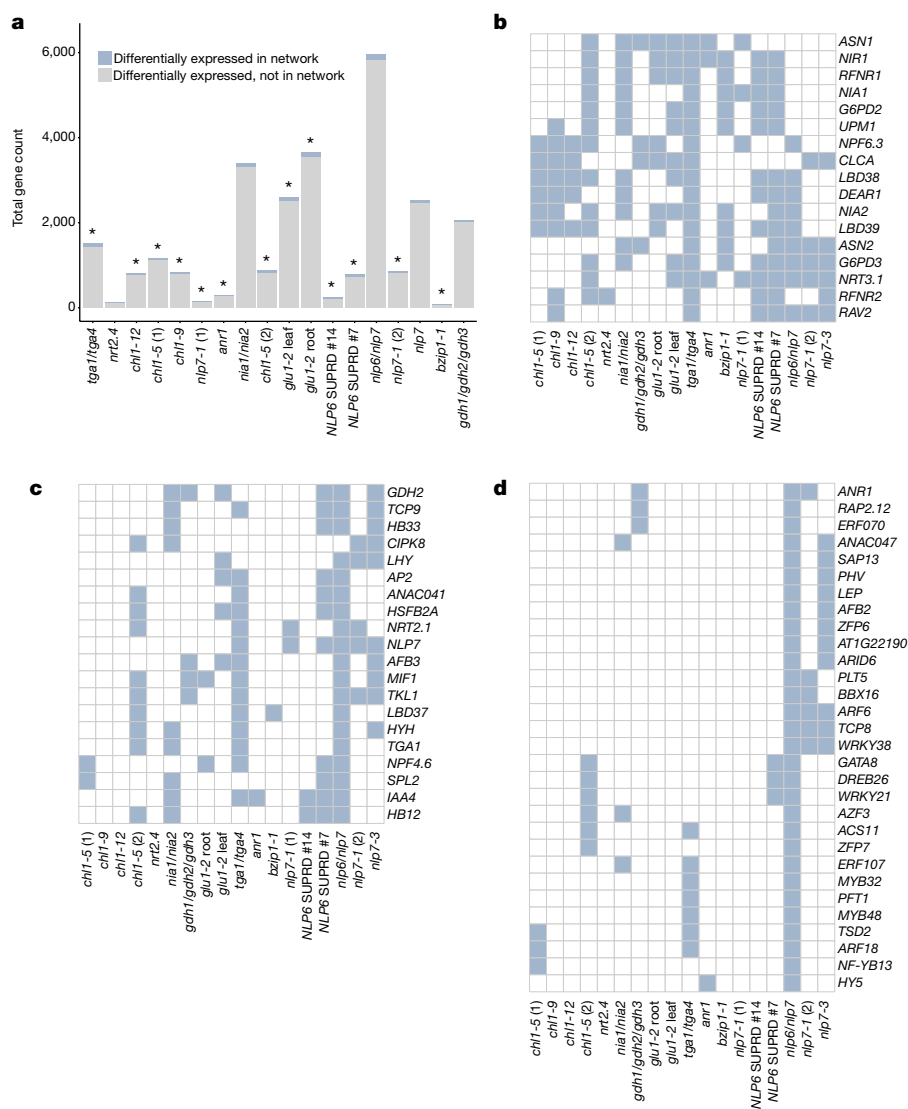 a
Total gene count
6,000
4,000
2,000
0
Differentially expressed in network
Differentially expressed, not in network
*
*
*
*
*
*
*
*
*
*
*
*
*
tga1/tga4
nrt2.4
chl1-12
chl1-5 (1)
chl1-9
nlp7-1 (1)
anr1
nia1/nia2
chl1-5 (2)
glu1-2 leaf
glu1-2 root
NLP6 SUPRD #14
NLP6 SUPRD #7
nlp6/nlp7
nlp7-1 (2)
nlp7
bzip1-1
gdh1/gdh2/gdh3
b
ASN1
NIR1
RFNR1
NIA1
G6PD2
UPM1
NPF6.3
CLCA
LBD38
DEAR1
NIA2
LBD39
ASN2
G6PD3
NRT3.1
RFNR2
RAV2
chl1-5 (1)
chl1-9
chl1-12
chl1-5 (2)
nrt2.4
nia1/nia2
gdh1/gdh2/gdh3
glu1-2 root
glu1-2 leaf
tga1/tga4
anr1
bzip1-1
nlp7-1 (1)
NLP6 SUPRD #14
NLP6 SUPRD #7
nlp6/nlp7
nlp7-1 (2)
nlp7-3
c
GDH2
TCP9
HB33
CIPK8
LHY
AP2
ANAC041
HSFB2A
NRT2.1
NLP7
AFB3
MIF1
TKL1
LBD37
HYH
TGA1
NPF4.6
SPL2
IAA4
HB12
chl1-5 (1)
chl1-9
chl1-12
chl1-5 (2)
nrt2.4
nia1/nia2
gdh1/gdh2/gdh3
glu1-2 root
glu1-2 leaf
tga1/tga4
anr1
bzip1-1
nlp7-1 (1)
NLP6 SUPRD #14
NLP6 SUPRD #7
nlp6/nlp7
nlp7-1 (2)
nlp7-3
d
ANR1
RAP2.12
ERF070
ANAC047
SAP13
PHV
LEP
AFB2
ZFP6
AT1G22190
ARID6
PLT5
BBX16
ARF6
TCP8
WRKY38
GATA8
DREB26
WRKY21
AZF3
ACS11
ZFP7
ERF107
MYB32
PFT1
MYB48
TSD2
ARF18
NF-YB13
HY5
chl1-5 (1)
chl1-9
chl1-12
chl1-5 (2)
nrt2.4
nia1/nia2
gdh1/gdh2/gdh3
glu1-2 root
glu1-2 leaf
tga1/tga4
anr1
bzip1-1
nlp7-1 (1)
NLP6 SUPRD #14
NLP6 SUPRD #7
nlp6/nlp7
nlp7-1 (2)
nlp7-3